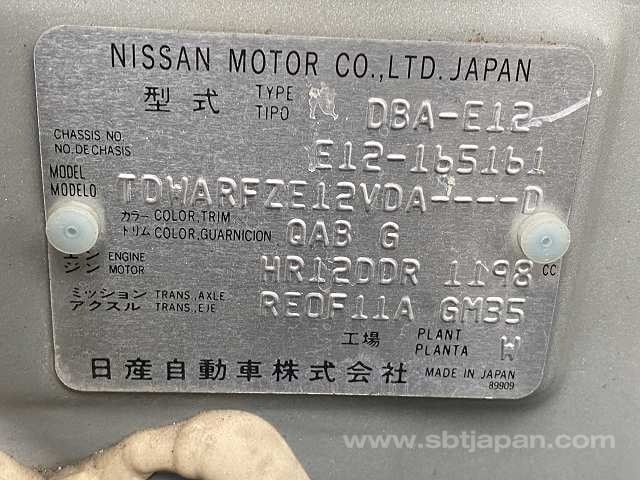 NISSAN MOTOR CO.,LTD. JAPAN
型式 TYPE TIPO DBA-E12
CHASSIS NO. NO. DE CHASIS E12-165161
MODEL MODELO TDWARFZE12VDA----D
カラー COLOR,TRIM トリム COLOR,GUARNICION QAB G
エンジン ENGINE MOTOR HR12DDR 1198 CC
ミッション TRANS.,AXLE アクスル TRANS.,EJE RE0F11A GM35
工場 PLANT PLANTA W
日産自動車株式会社 MADE IN JAPAN
89909
www.sbtjapan.com